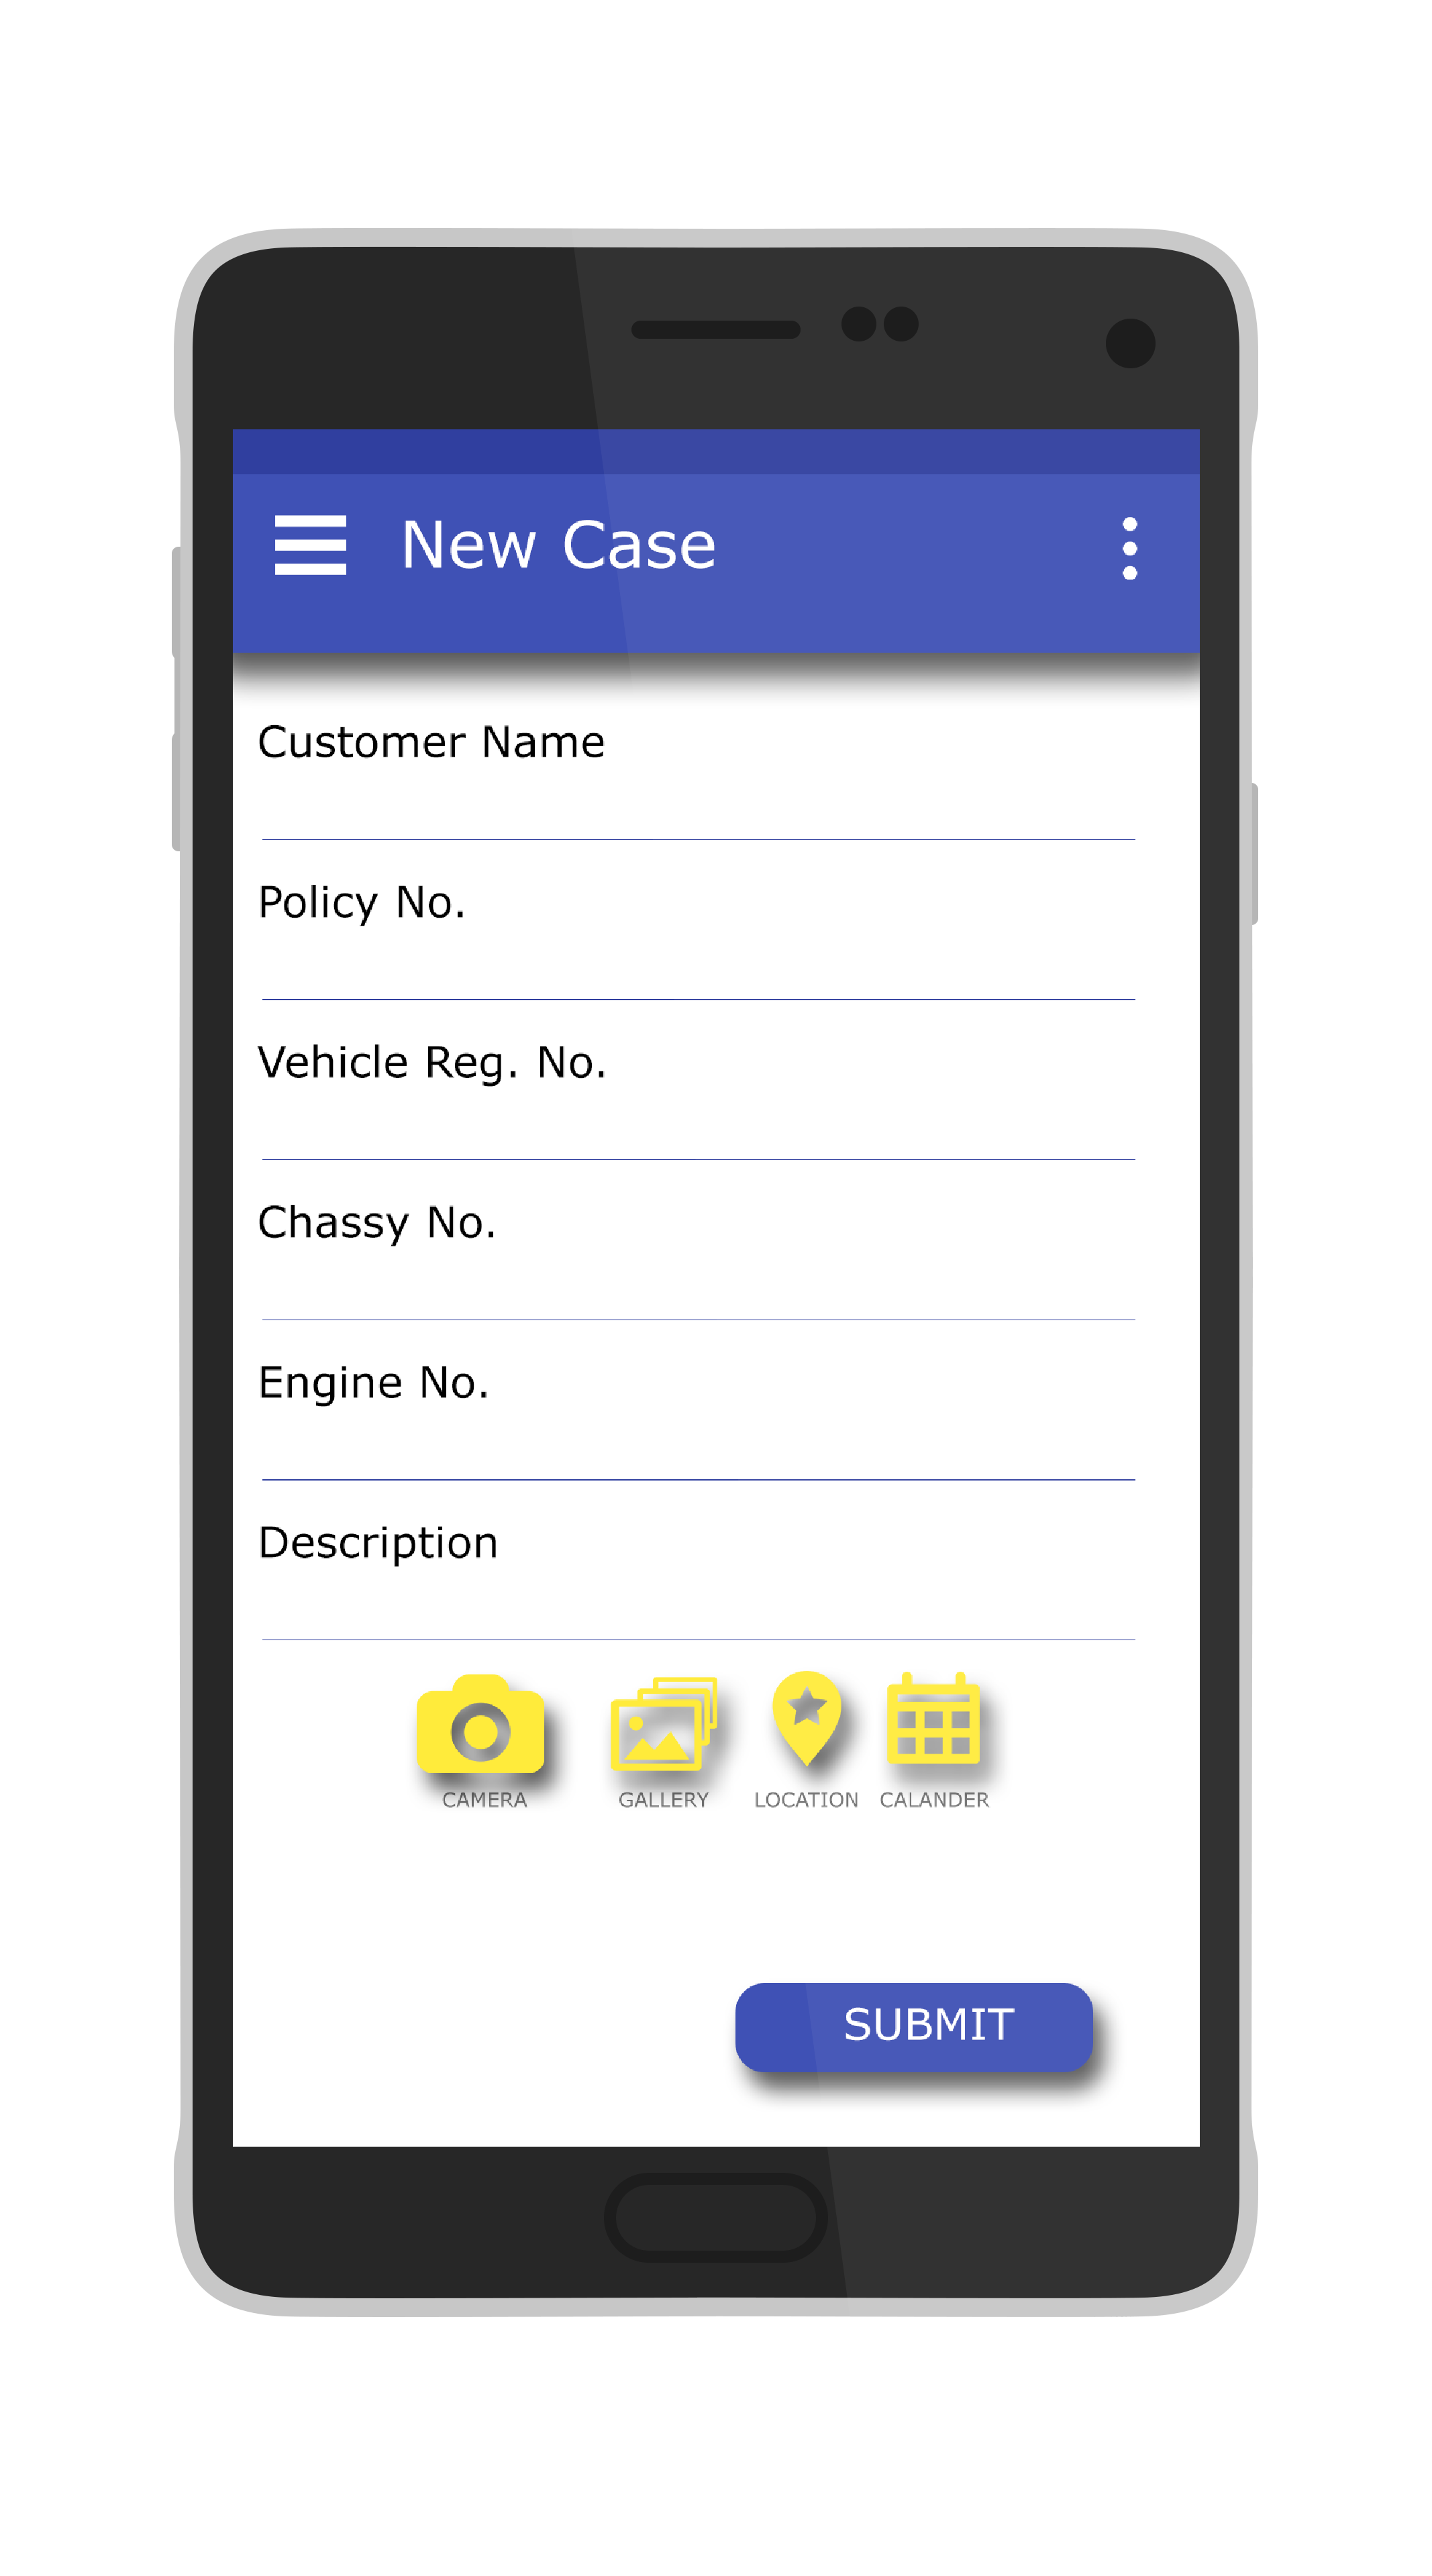 New Case
Customer Name
Policy No.
Vehicle Reg. No.
Chassy No.
Engine No.
Description
CAMERA GALLERY LOCATION CALANDER
SUBMIT